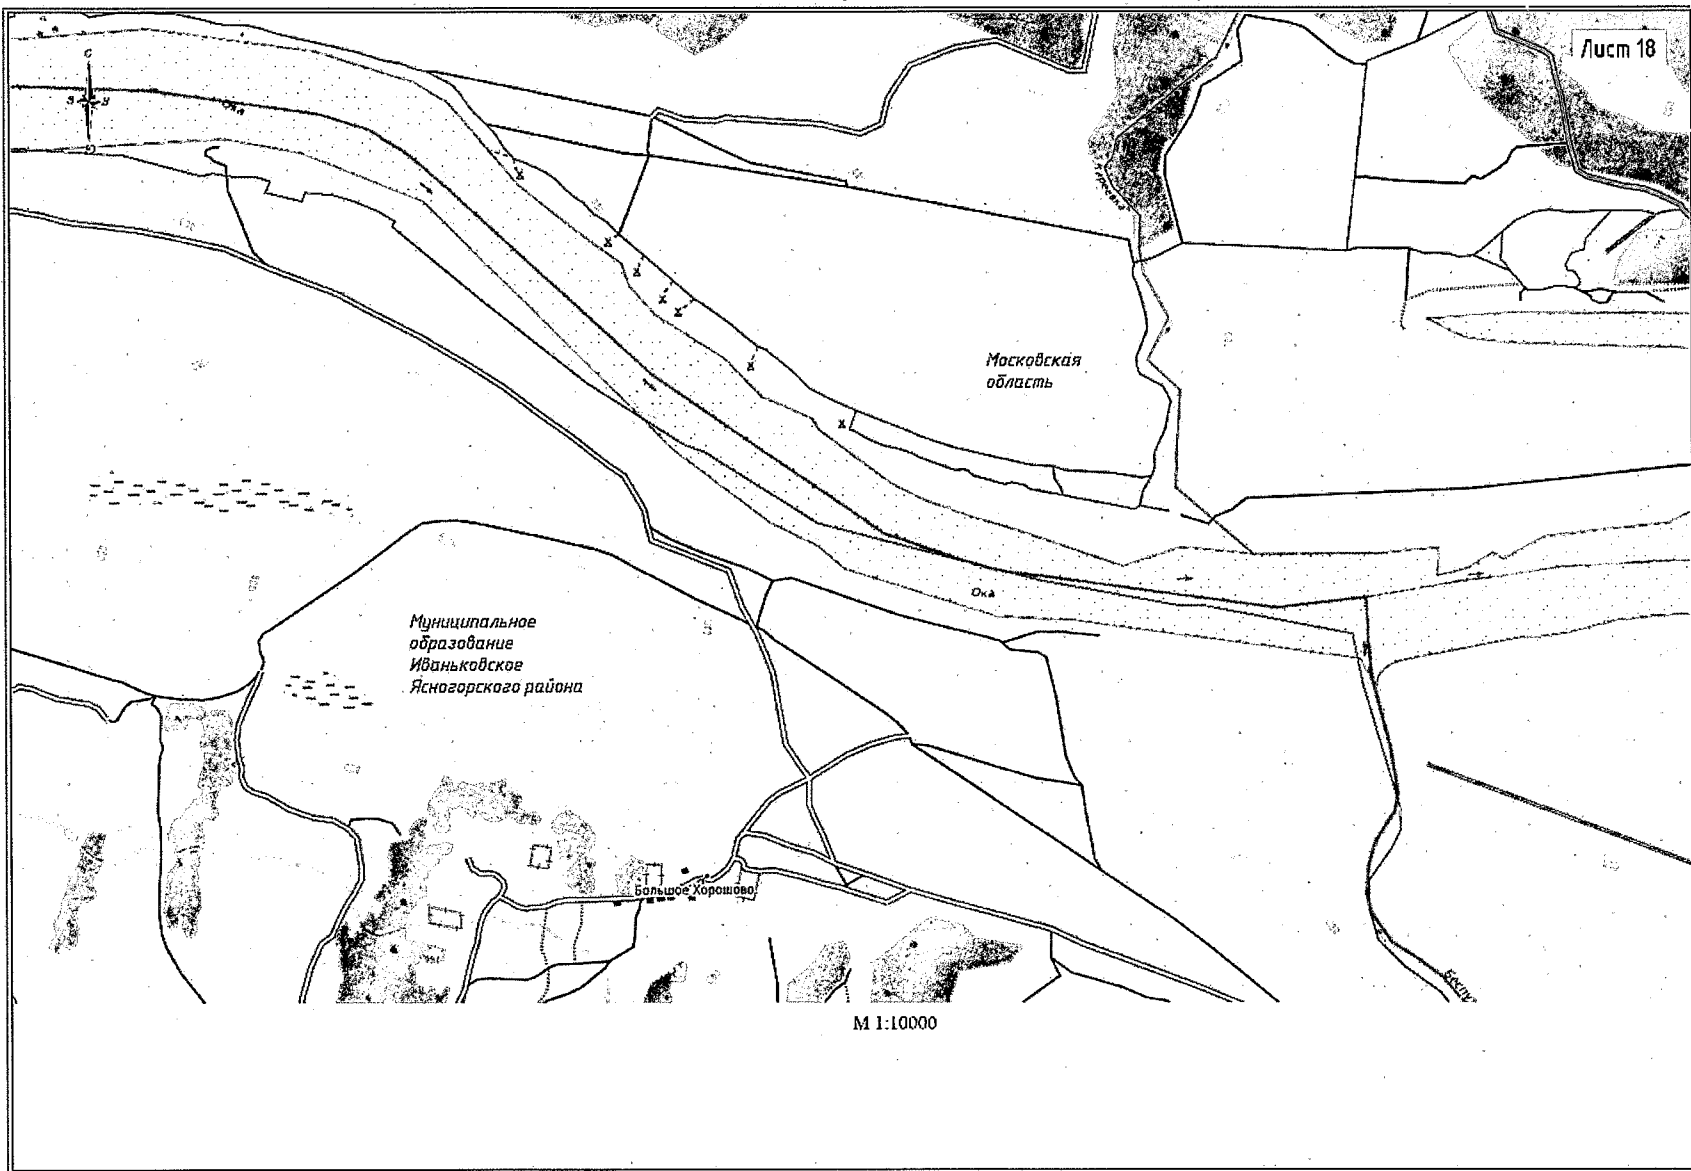 Лист 18
С
Ока
Московская
область
Ока
Муниципальное
образование
Иваньковское
Ясногорского района
Большое Хорошово
М 1:10000